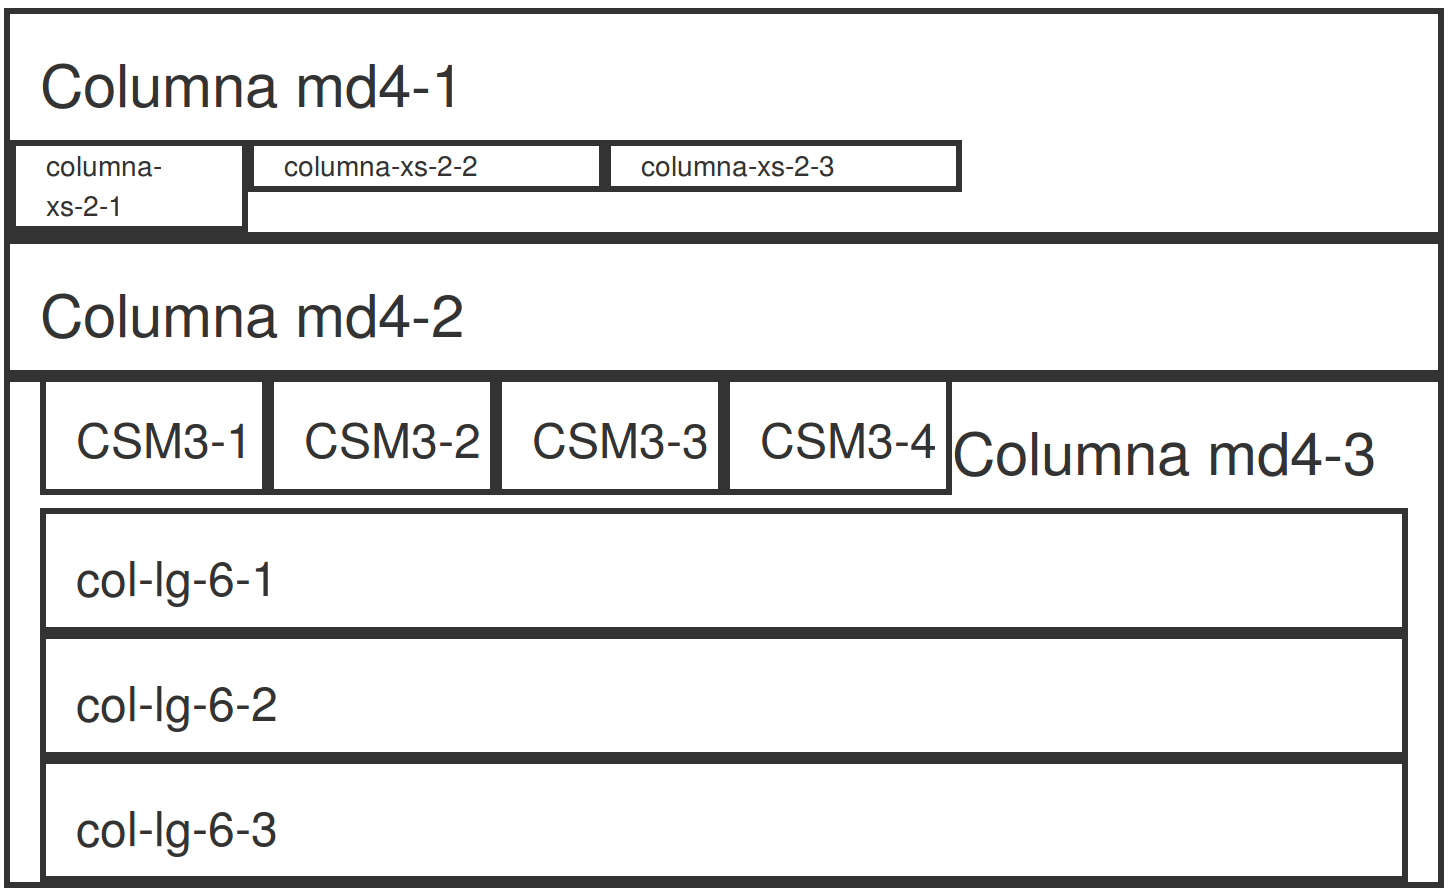 Columna md4-1
columna-
xs-2-1
columna-xs-2-2
columna-xs-2-3
Columna md4-2
CSM3-1
CSM3-2
CSM3-3
CSM3-4
Columna md4-3
col-lg-6-1
col-lg-6-2
col-lg-6-3